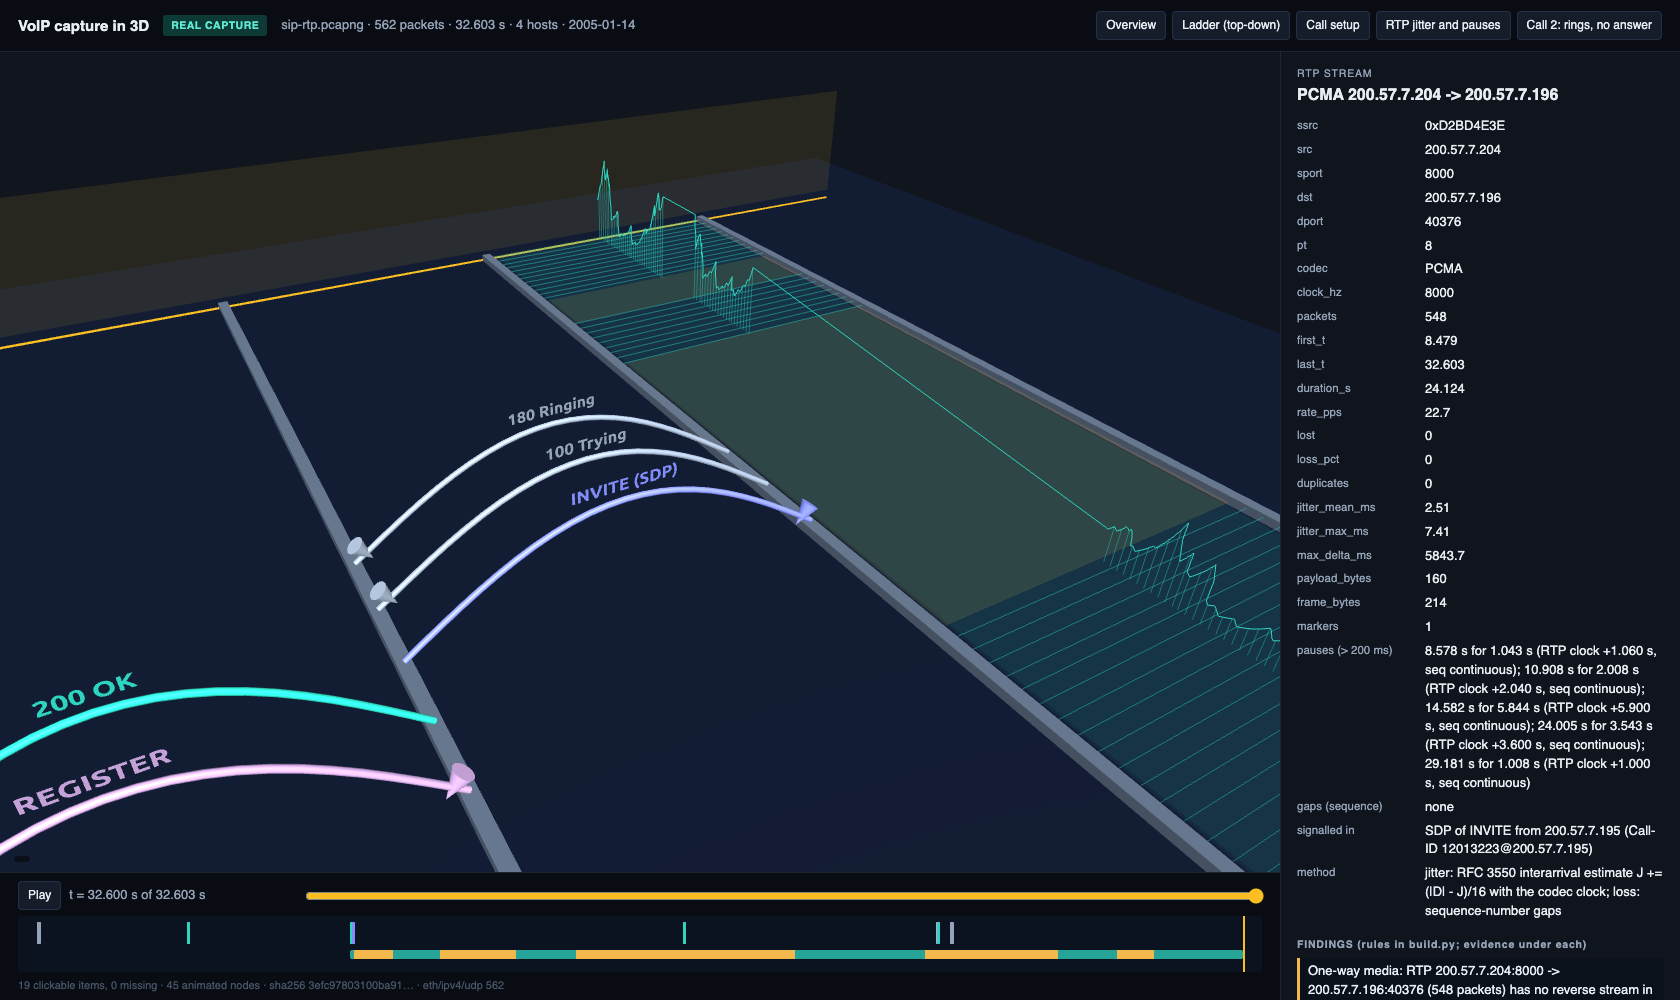 VoIP capture in 3D
REAL CAPTURE
sip-rtp.pcapng · 562 packets · 32.603 s · 4 hosts · 2005-01-14
Overview
Ladder (top-down)
Call setup
RTP jitter and pauses
Call 2: rings, no answer
180 Ringing
100 Trying
INVITE (SDP)
200 OK
REGISTER
Play
t = 32.600 s of 32.603 s
19 clickable items, 0 missing · 45 animated nodes · sha256 3efc97803100ba91… · eth/ipv4/udp 562
RTP STREAM
PCMA 200.57.7.204 -> 200.57.7.196
ssrc 0xD2BD4E3E
src 200.57.7.204
sport 8000
dst 200.57.7.196
dport 40376
pt 8
codec PCMA
clock_hz 8000
packets 548
first_t 8.479
last_t 32.603
duration_s 24.124
rate_pps 22.7
lost 0
loss_pct 0
duplicates 0
jitter_mean_ms 2.51
jitter_max_ms 7.41
max_delta_ms 5843.7
payload_bytes 160
frame_bytes 214
markers 1
pauses (> 200 ms) 8.578 s for 1.043 s (RTP clock +1.060 s,
seq continuous); 10.908 s for 2.008 s
(RTP clock +2.040 s, seq continuous);
14.582 s for 5.844 s (RTP clock +5.900
s, seq continuous); 24.005 s for 3.543 s
(RTP clock +3.600 s, seq continuous);
29.181 s for 1.008 s (RTP clock +1.000
s, seq continuous)
gaps (sequence) none
signalled in SDP of INVITE from 200.57.7.195 (Call-
ID 12013223@200.57.7.195)
method jitter: RFC 3550 interarrival estimate J +=
(|D| - J)/16 with the codec clock; loss:
sequence-number gaps
FINDINGS (rules in build.py; evidence under each)
One-way media: RTP 200.57.7.204:8000 ->
200.57.7.196:40376 (548 packets) has no reverse stream in